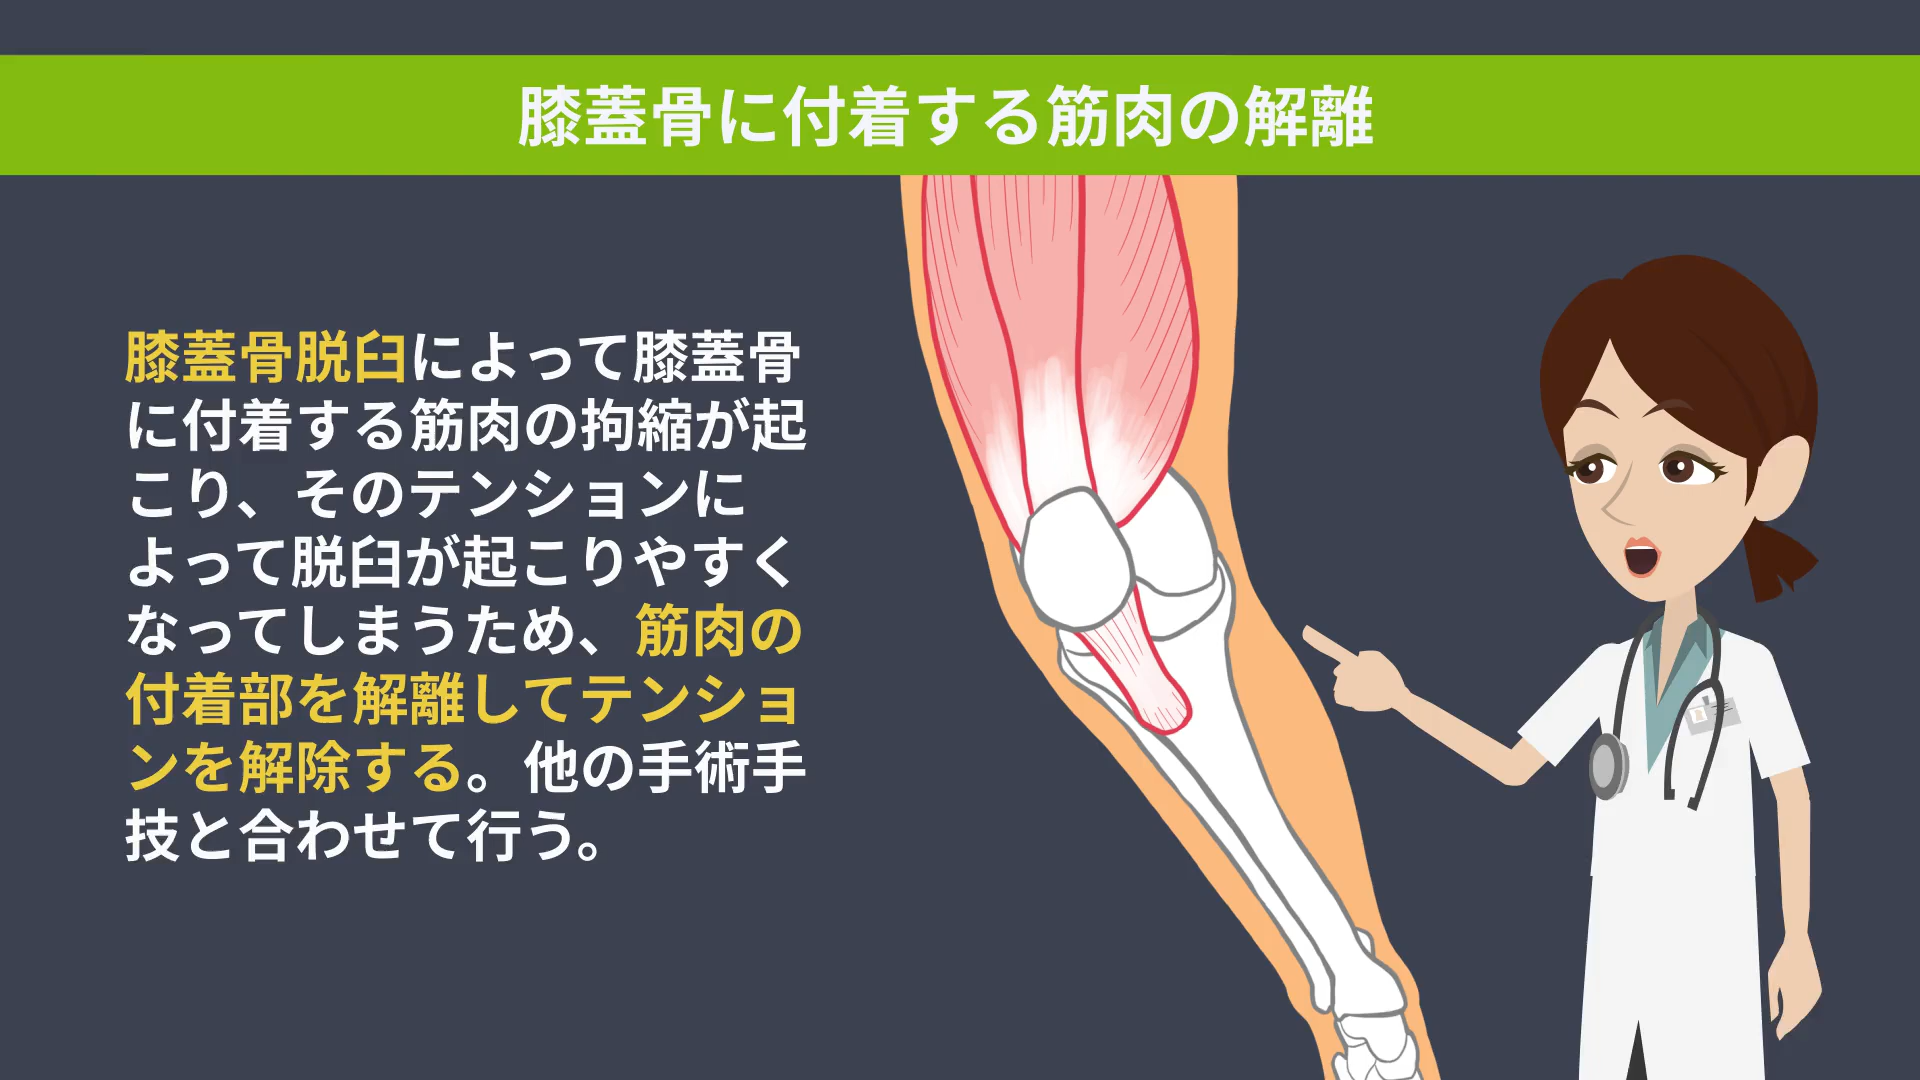 膝蓋骨に付着する筋肉の解離
膝蓋骨脱臼によって膝蓋骨
に付着する筋肉の拘縮が起
こり、そのテンションに
よって脱臼が起こりやすく
なってしまうため、筋肉の
付着部を解離してテンショ
ンを解除する。他の手術手
技と合わせて行う。